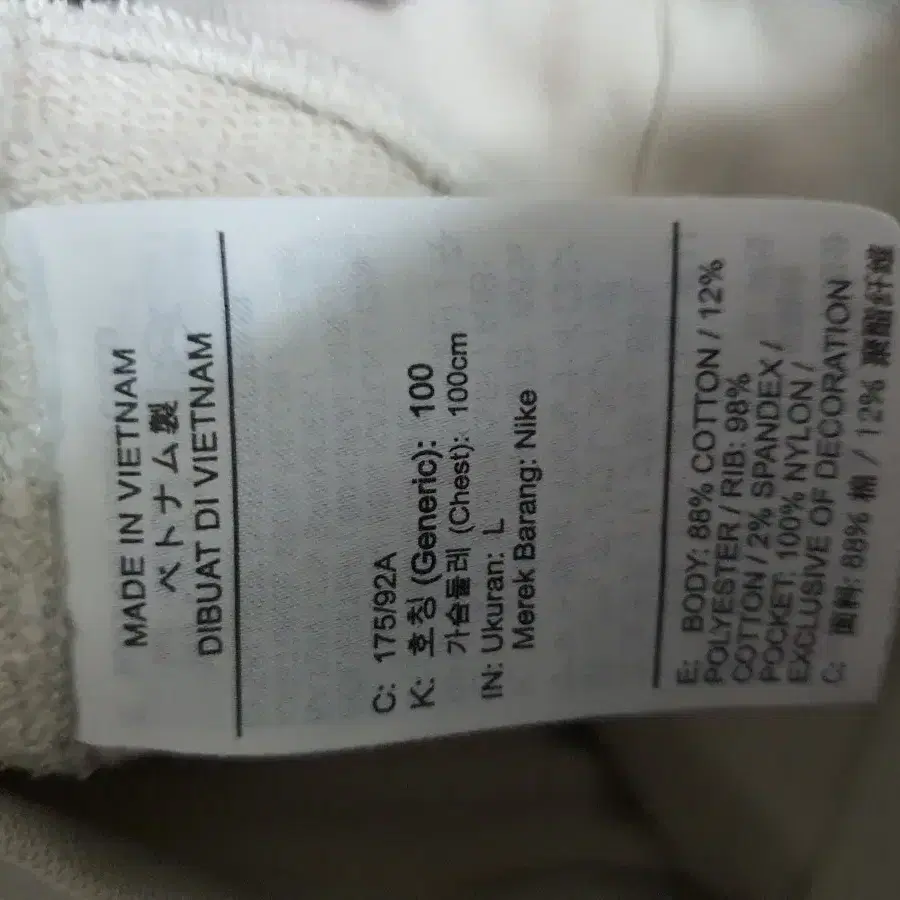 MADE IN VIETNAM
ベトナム製
DIBUAT DI VIETNAM
C: 175/92A
K: 호칭 (Generic): 100
가슴둘레 (Chest): 100cm
IN: Ukuran: L
Merek Barang: Nike
E: BODY: 88% COTTON / 12%
POLYESTER / RIB: 98%
COTTON / 2% SPANDEX /
POCKET: 100% NYLON /
EXCLUSIVE OF DECORATION
C: 面料: 88% 棉 / 12% 聚酯纤维